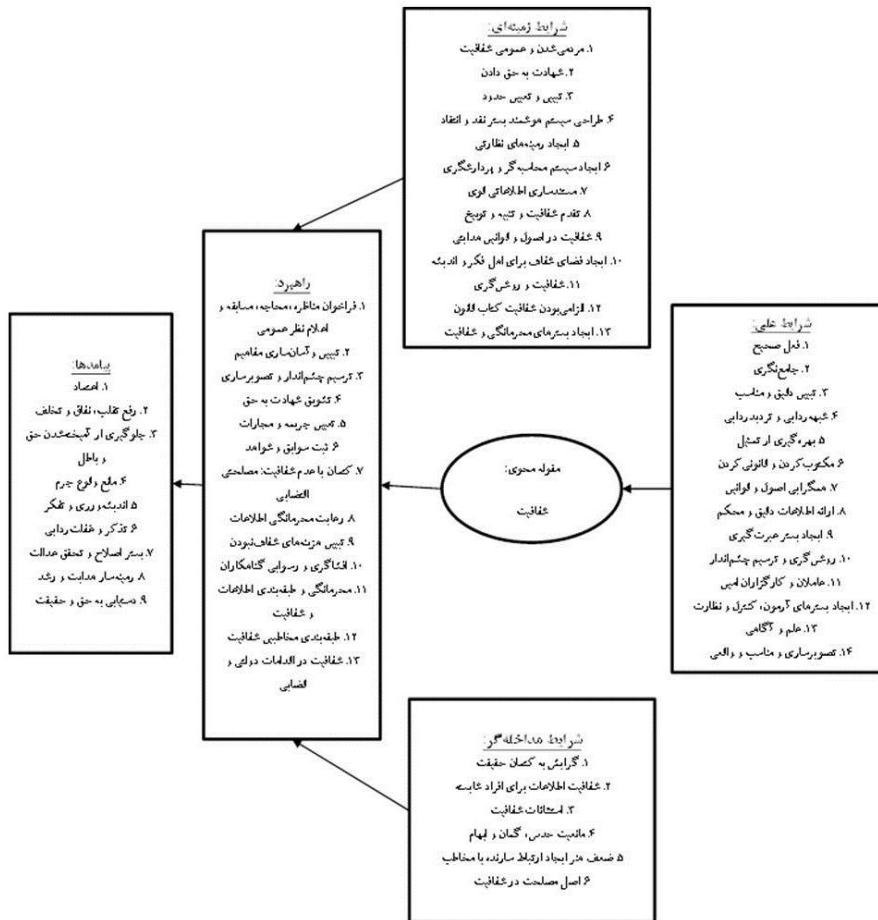 شرایط زمینه‌ای:
۱. مردمی‌شدن و عمومی شفافیت
۲. شهادت به حق دادن
۳. تبیین و تعیین حدود
۴. طراحی سیستم هوشمند بستر نقد و انتقاد
۵. ایجاد زمینه‌های نظارتی
۶. ایجاد سیستم محاسبه‌گر و پردازشگری
۷. مستندسازی اطلاعاتی قوی
۸. تقدم شفافیت و تنبیه و توبیخ
۹. شفافیت در اصول و قوانین هدایتی
۱۰. ایجاد فضای شفاف برای اهل فکر و اندیشه
۱۱. شفافیت و روشن‌گری
۱۲. الزامی‌بودن شفافیت کتاب قانون
۱۳. ایجاد بسترهای محرمانگی و شفافیت
شرایط علی:
۱. فعل صحیح
۲. جامع‌نگری
۳. تبیین دقیق و مناسب
۴. شبهه‌زدایی و تردیدزدایی
۵. بهره‌گیری از تمثیل
۶. مکتوب‌کردن و قانونی کردن
۷. همگرایی اصول و قوانین
۸. ارائه اطلاعات دقیق و محکم
۹. ایجاد بستر عبرت‌گیری
۱۰. روشن‌گری و ترسیم چشم‌انداز
۱۱. عاملان و کارگزاران امین
۱۲. ایجاد بسترهای آزمون، کنترل و نظارت
۱۳. علم و آگاهی
۱۴. تصویرسازی و مناسب و واقعی
مقوله محوی:
شفافیت
راهبرد:
۱. فراخوان مناظره، محاجه، مسابقه و
اعلام نظر عمومی
۲. تبیین و آسان‌سازی مفاهیم
۳. ترسیم چشم‌انداز و تصویرسازی
۴. تشویق شهادت به حق
۵. تعیین جریمه و مجازات
۶. ثبت سوابق و شواهد
۷. کتمان یا عدم شفافیت: مصلحتی
اقتضایی
۸. رعایت محرمانگی اطلاعات
۹. تبیین هزینه‌های شفاف‌نبودن
۱۰. افشاگری و رسوایی گناهکاران
۱۱. محرمانگی و طبقه‌بندی اطلاعات
و شفافیت
۱۲. طبقه‌بندی مخاطبین شفافیت
۱۳. شفافیت در اقدامات دولتی و
قضایی
پیامدها:
۱. اعتماد
۲. رفع تقلب، نفاق و تخلف
۳. جلوگیری از آمیخته‌شدن حق
و باطل
۴. مانع وقوع جرم
۵. اندیشه‌ورزی و تفکر
۶. تذکر و غفلت‌زدایی
۷. بستر اصلاح و تحقق عدالت
۸. زمینه‌ساز هدایت و رشد
۹. دستیابی به حق و حقیقت
شرایط مداخله‌گر:
۱. گرایش به کتمان حقیقت
۲. شفافیت اطلاعات برای افراد شایسته
۳. استثنائات شفافیت
۴. مانعیت حدس، گمان و ابهام
۵. ضعف هنر ایجاد ارتباط سازنده با مخاطب
۶. اصل مصلحت در شفافیت